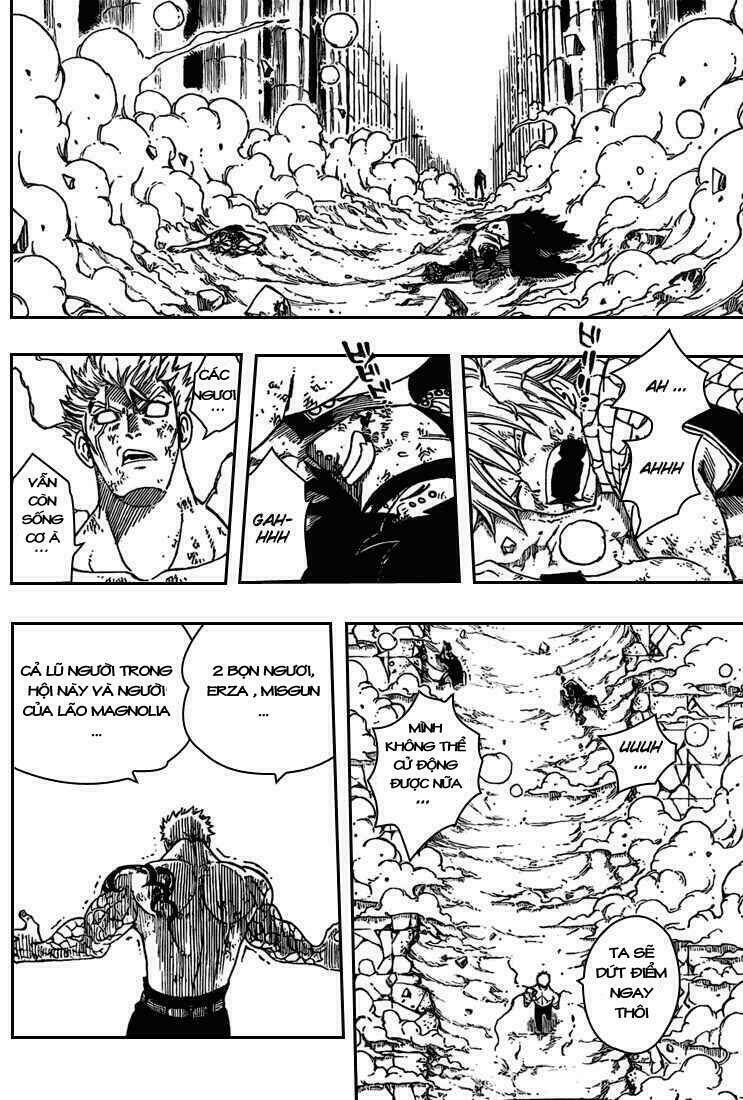 AH ...
AHHH
GAH-
HHH
CÁC
NGƯƠI
...
VẪN
CÒN
SỐNG
CƠ À
...
UUUH
...
MÌNH
KHÔNG THỂ
CỬ ĐỘNG
ĐƯỢC NỮA
...
TA SẼ
DỨT ĐIỂM
NGAY
THÔI
2 BỌN NGƯƠI,
ERZA , MISGUN
...
CẢ LŨ NGƯỜI TRONG
HỘI NÀY VÀ NGƯỜI
CỦA LÃO MAGNOLIA
...